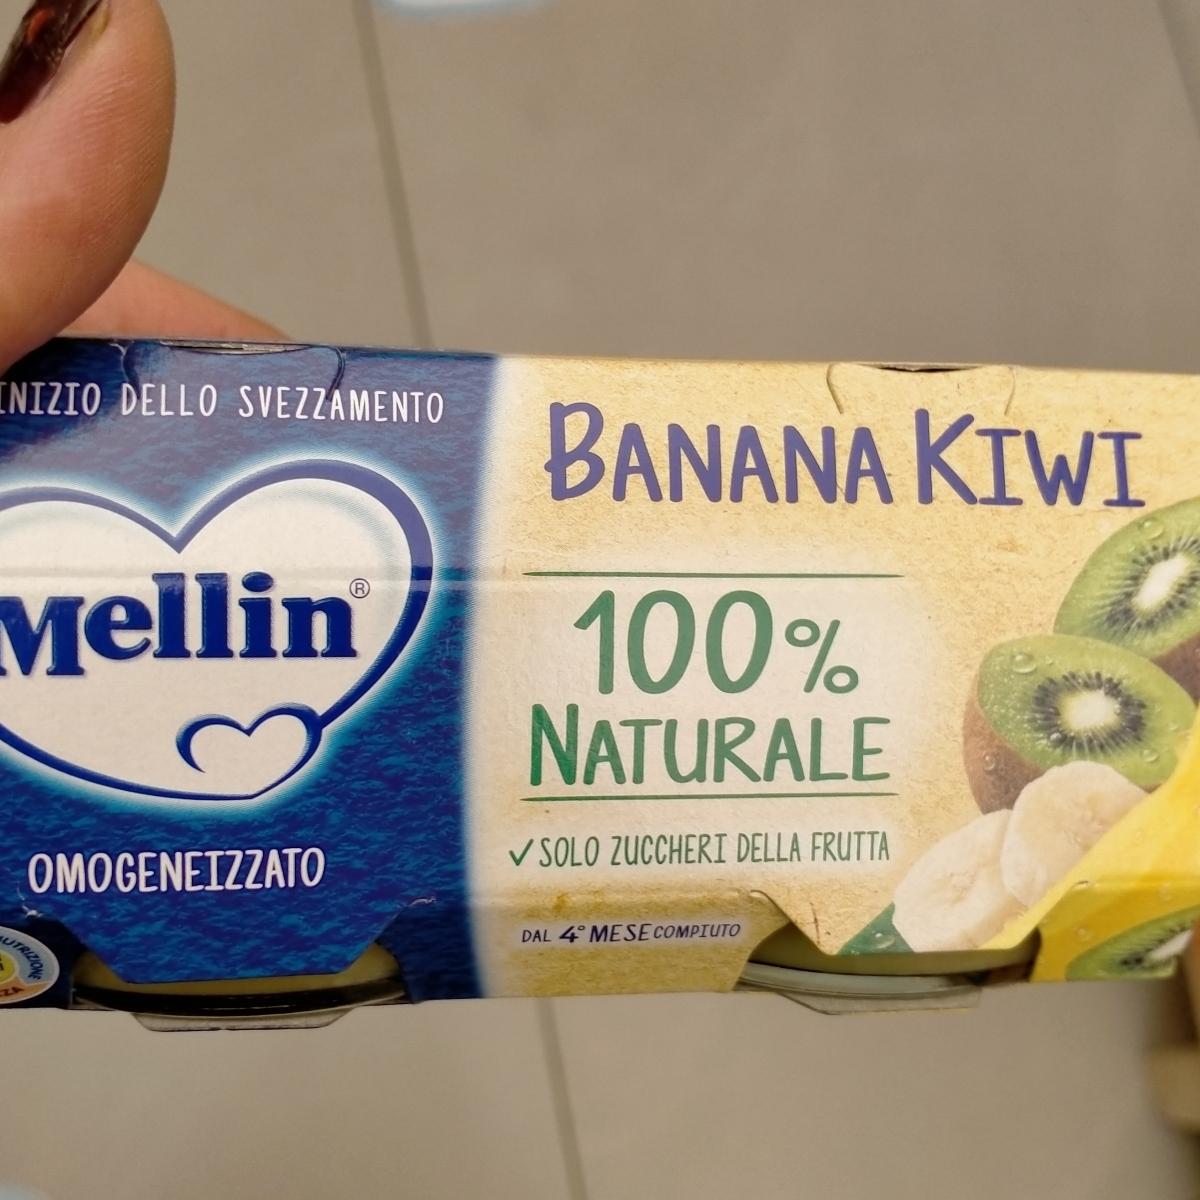 INIZIO DELLO SVEZZAMENTO
Mellin®
OMOGENEIZZATO
BANANA KIWI
100%
NATURALE
✓ SOLO ZUCCHERI DELLA FRUTTA
DAL 4° MESE COMPIUTO